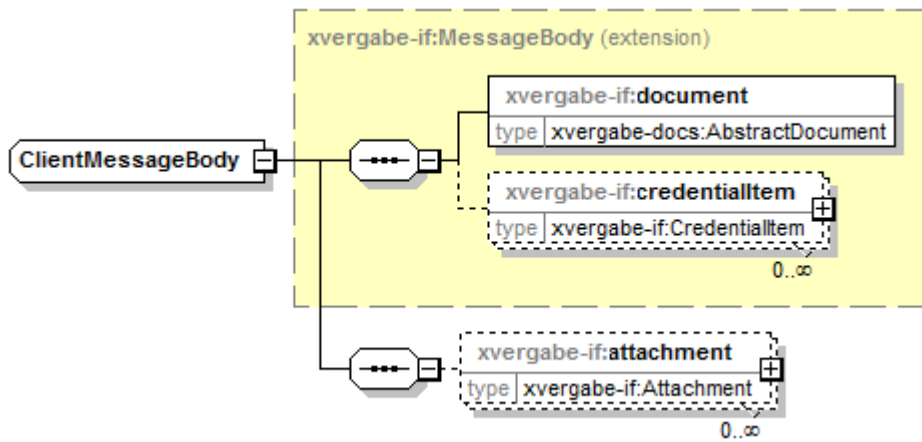 xvergabe-if:MessageBody (extension)
xvergabe-if:document
type xvergabe-docs:AbstractDocument
ClientMessageBody
xvergabe-if:credentialItem
type xvergabe-if:CredentialItem
0..∞
xvergabe-if:attachment
type xvergabe-if:Attachment
0..∞